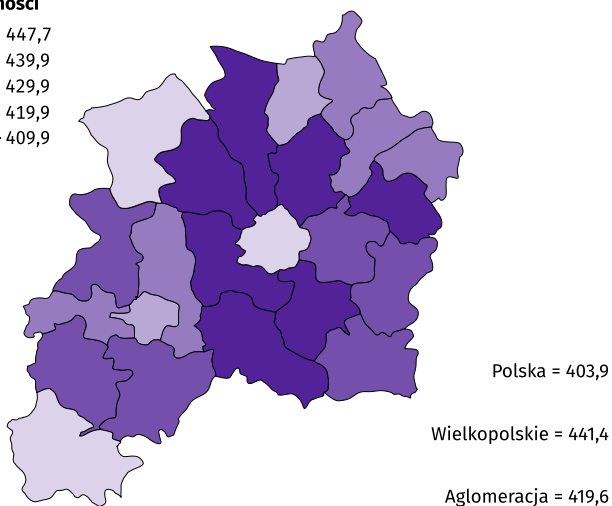 ności
447,7
439,9
429,9
419,9
- 409,9
Polska = 403,9
Wielkopolskie = 441,4
Aglomeracja = 419,6